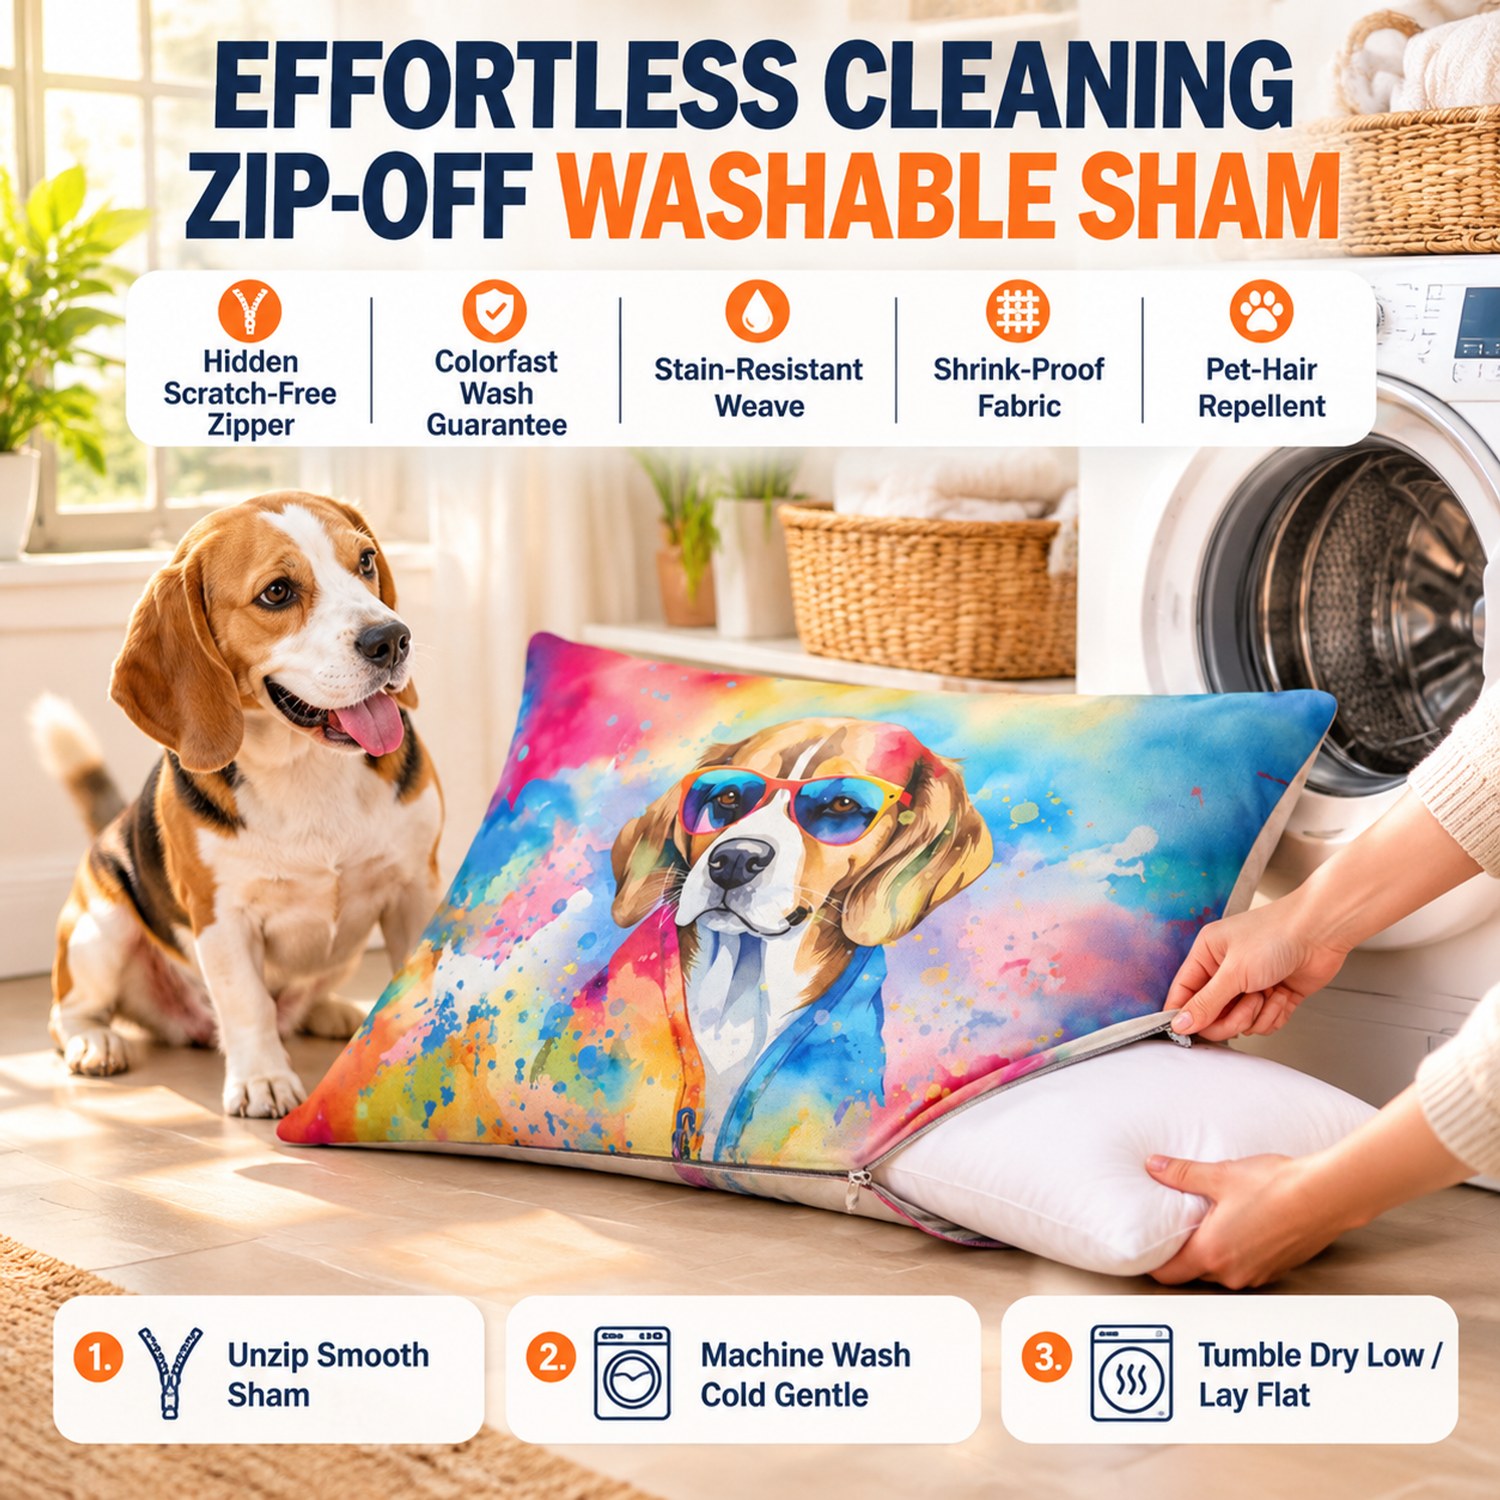 EFFORTLESS CLEANING
ZIP-OFF WASHABLE SHAM
Hidden
Scratch-Free
Zipper
Colorfast
Wash
Guarantee
Stain-Resistant
Weave
Shrink-Proof
Fabric
Pet-Hair
Repellent
1.
Unzip Smooth
Sham
2.
Machine Wash
Cold Gentle
3.
Tumble Dry Low /
Lay Flat